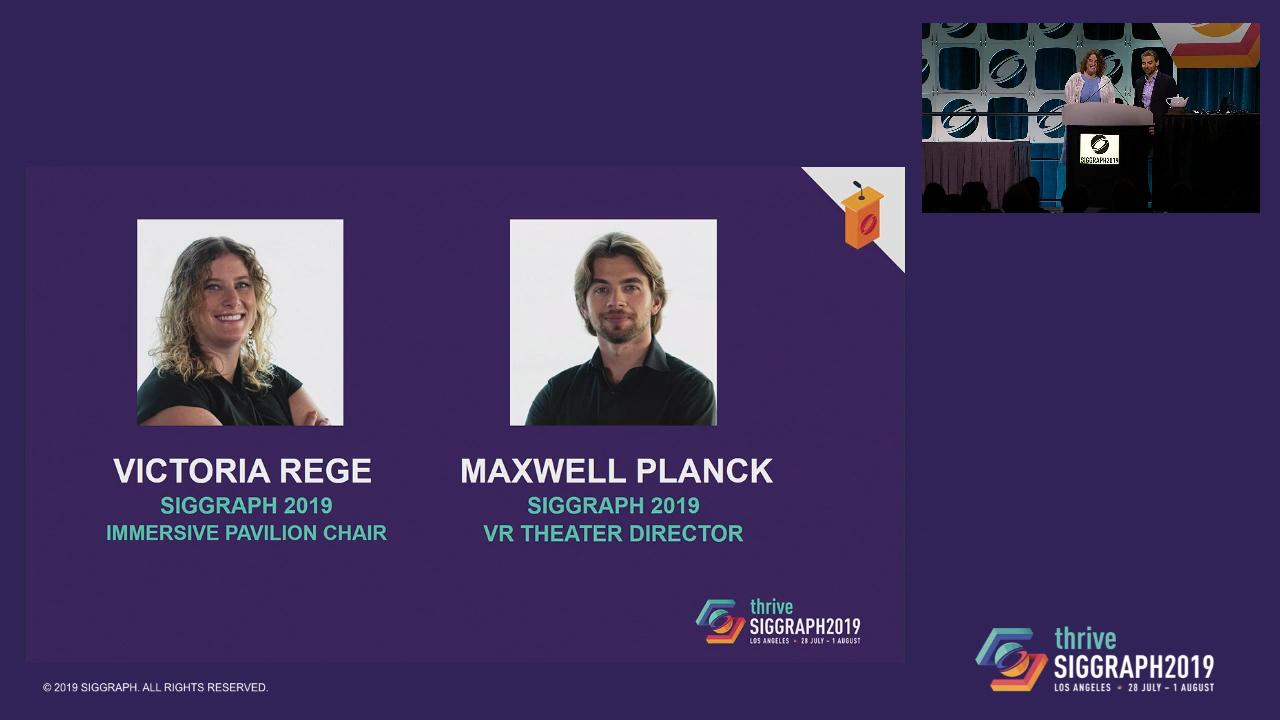 VICTORIA REGE
SIGGRAPH 2019
IMMERSIVE PAVILION CHAIR
MAXWELL PLANCK
SIGGRAPH 2019
VR THEATER DIRECTOR
thrive
SIGGRAPH2019
LOS ANGELES • 28 JULY – 1 AUGUST
SIGGRAPH2019
thrive
SIGGRAPH2019
LOS ANGELES • 28 JULY – 1 AUGUST
© 2019 SIGGRAPH. ALL RIGHTS RESERVED.